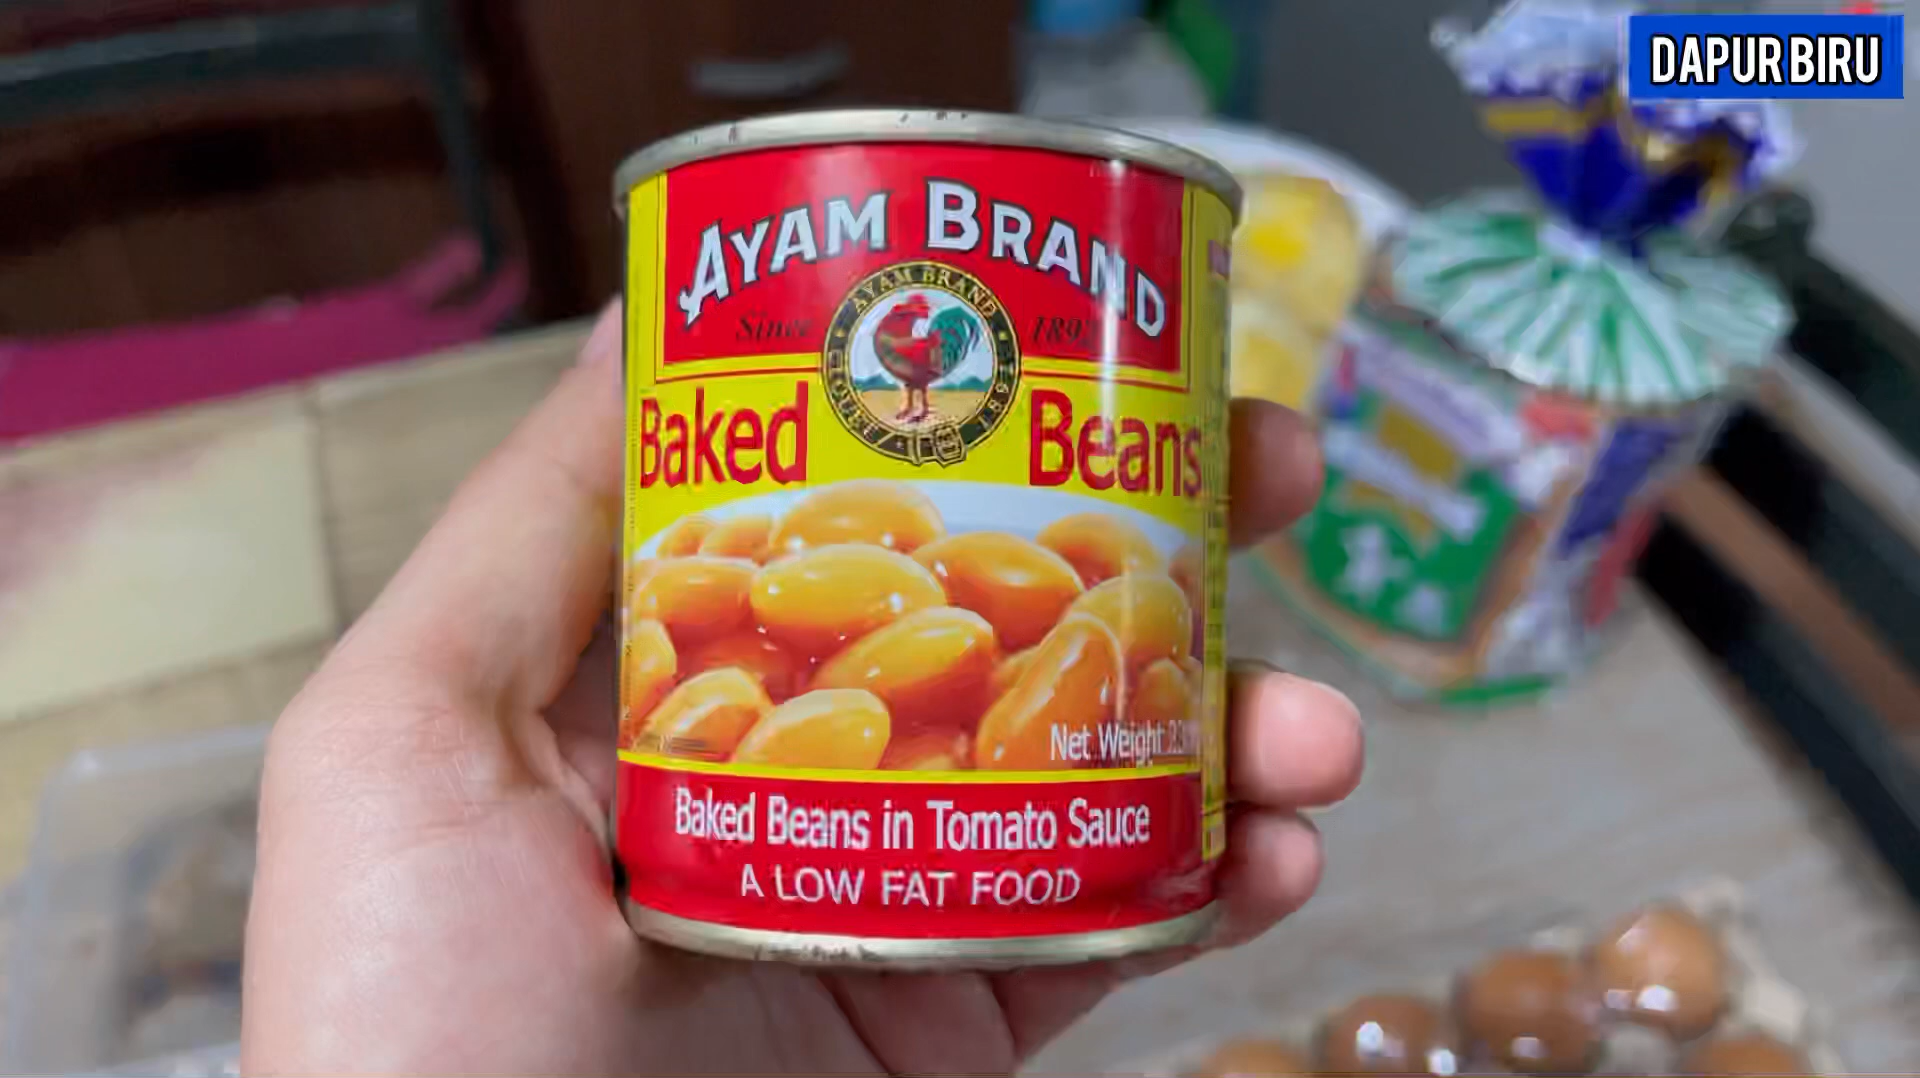 DAPUR BIRU
AYAM BRAND
Since 1892
AYAM BRAND
Baked Beans
Net Weight
Baked Beans in Tomato Sauce
A LOW FAT FOOD